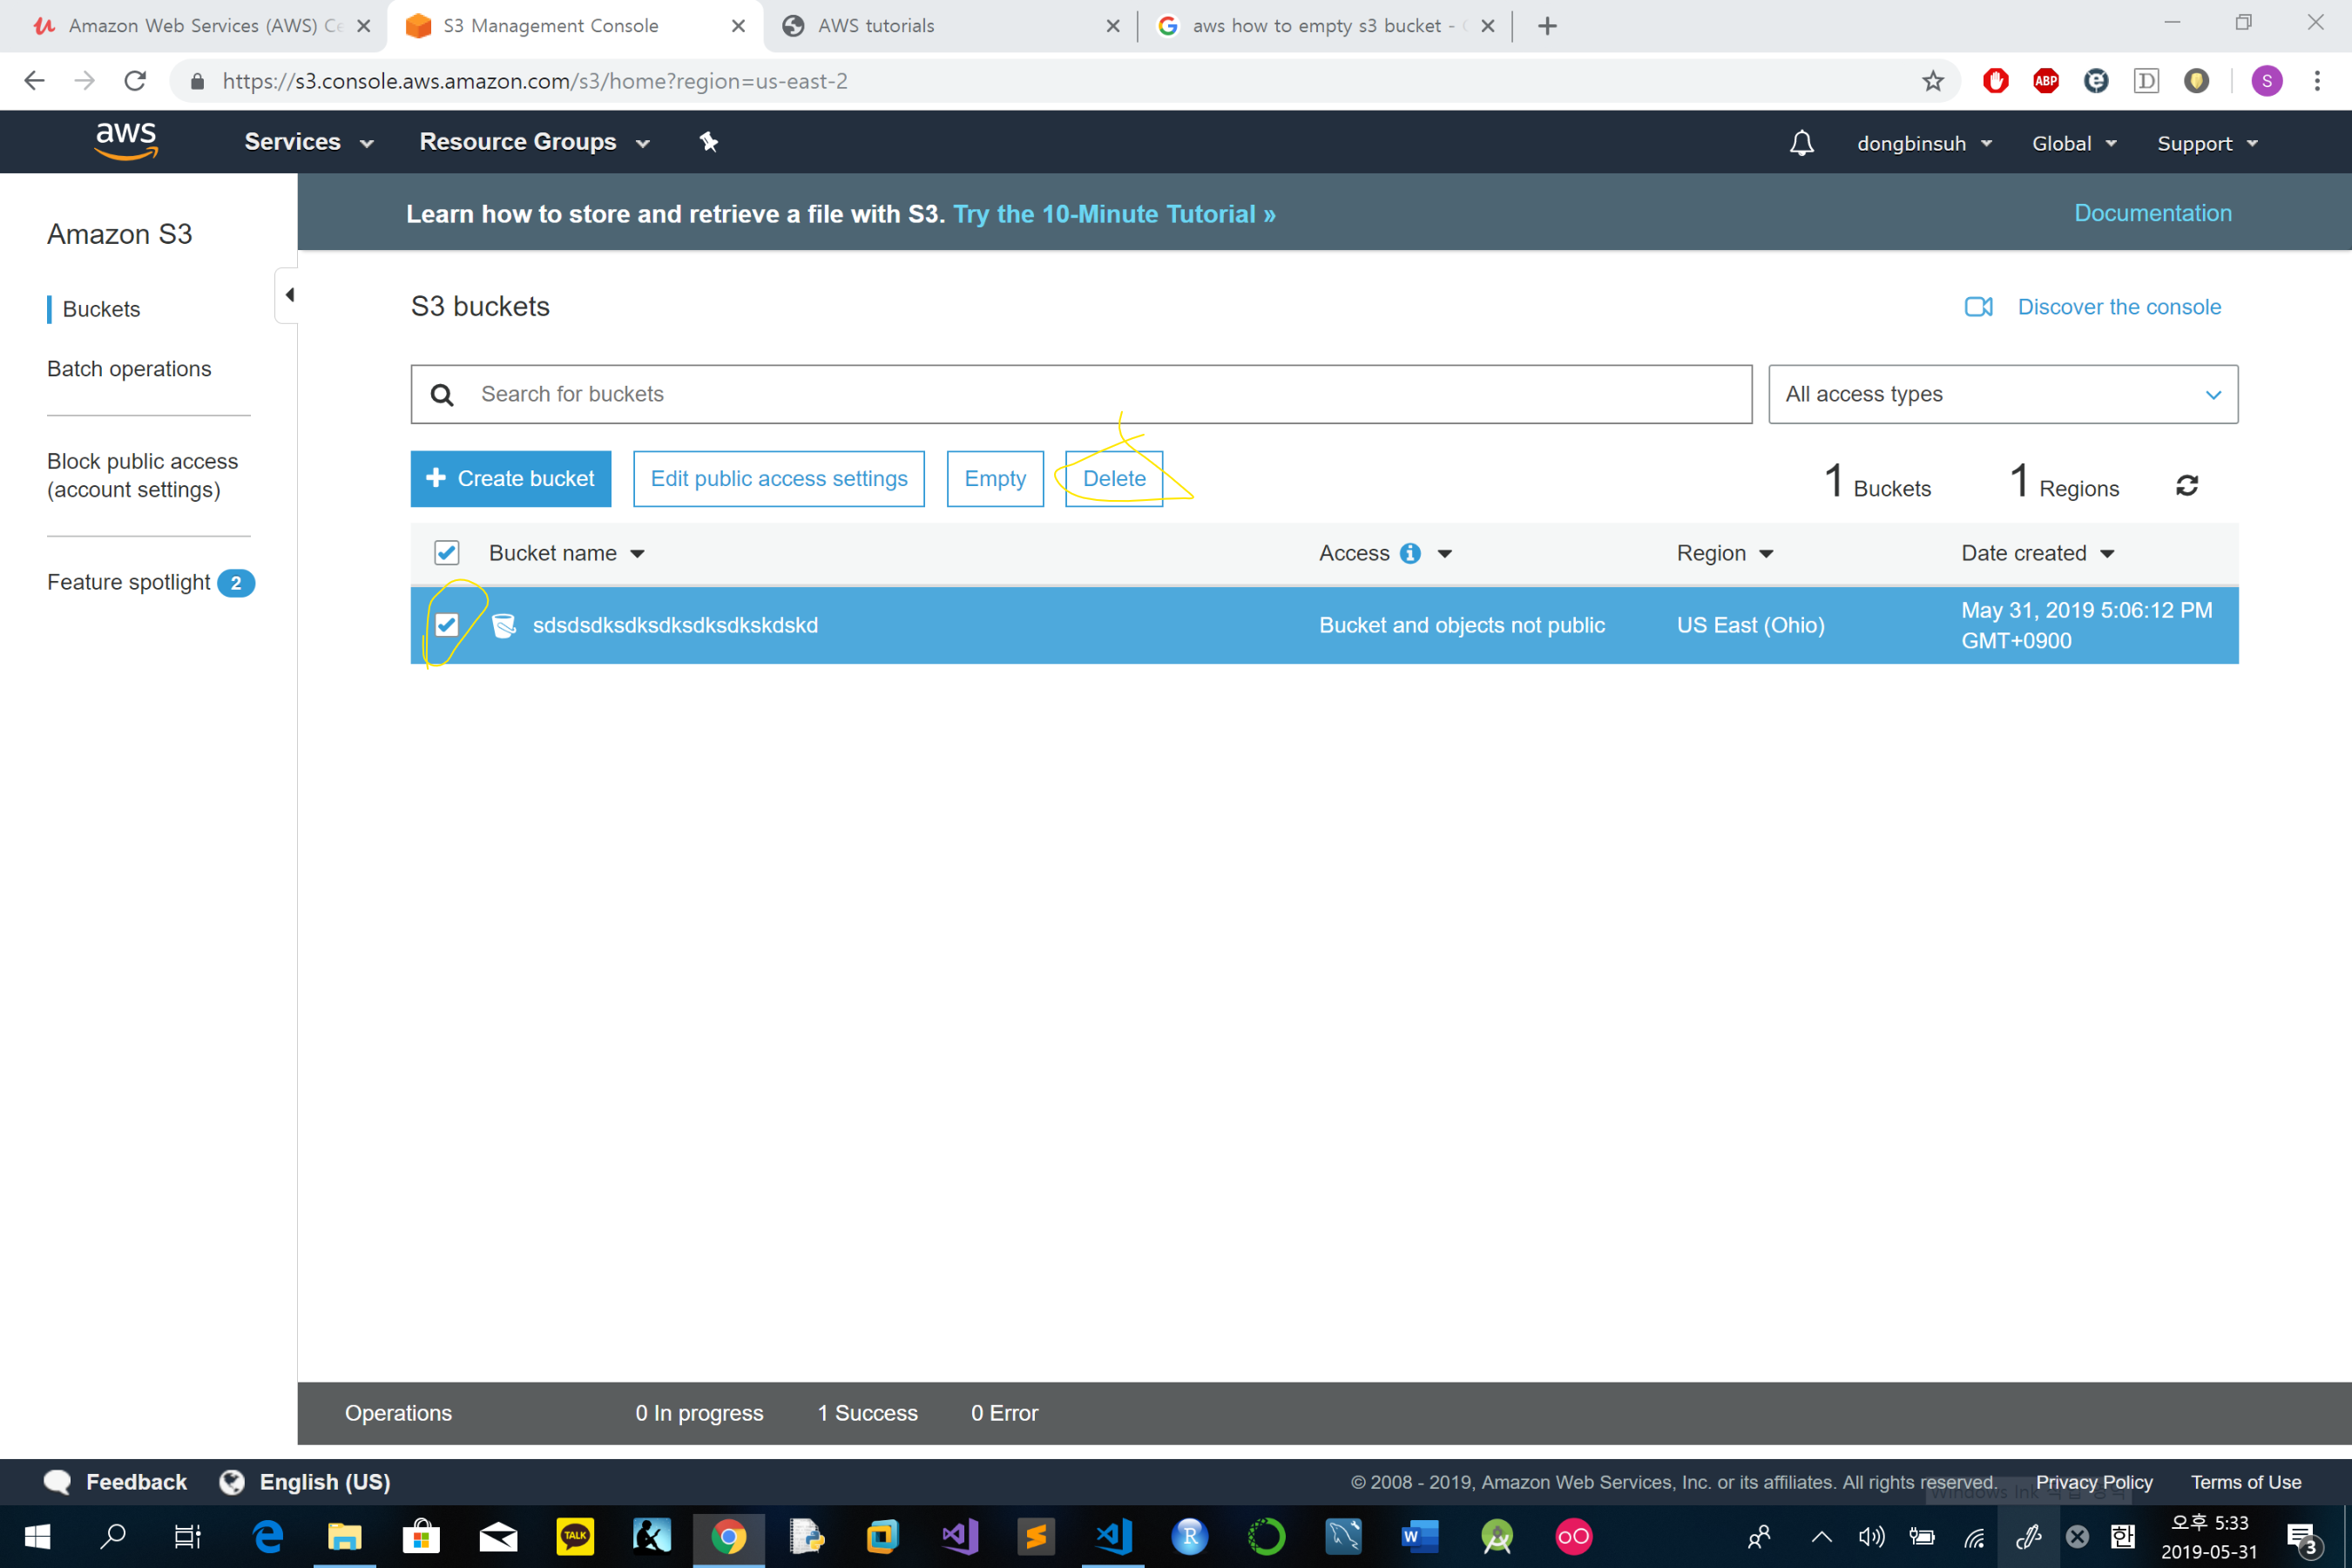 Amazon Web Services (AWS) Ce
S3 Management Console
AWS tutorials
aws how to empty s3 bucket -
https://s3.console.aws.amazon.com/s3/home?region=us-east-2
ABP
D
S
aws
Services
Resource Groups
dongbinsuh
Global
Support
Amazon S3
Buckets
Batch operations
Block public access
(account settings)
Feature spotlight 2
Learn how to store and retrieve a file with S3. Try the 10-Minute Tutorial »
Documentation
S3 buckets
Discover the console
Search for buckets
All access types
Create bucket
Edit public access settings
Empty
Delete
1 Buckets
1 Regions
Bucket name
Access
Region
Date created
sdsdsdksdksdksdksdkskdskd
Bucket and objects not public
US East (Ohio)
May 31, 2019 5:06:12 PM
GMT+0900
Operations
0 In progress
1 Success
0 Error
Feedback
English (US)
© 2008 - 2019, Amazon Web Services, Inc. or its affiliates. All rights reserved.
Privacy Policy
Terms of Use
Windows Ink
TALK
R
W
한
오후 5:33
2019-05-31
3